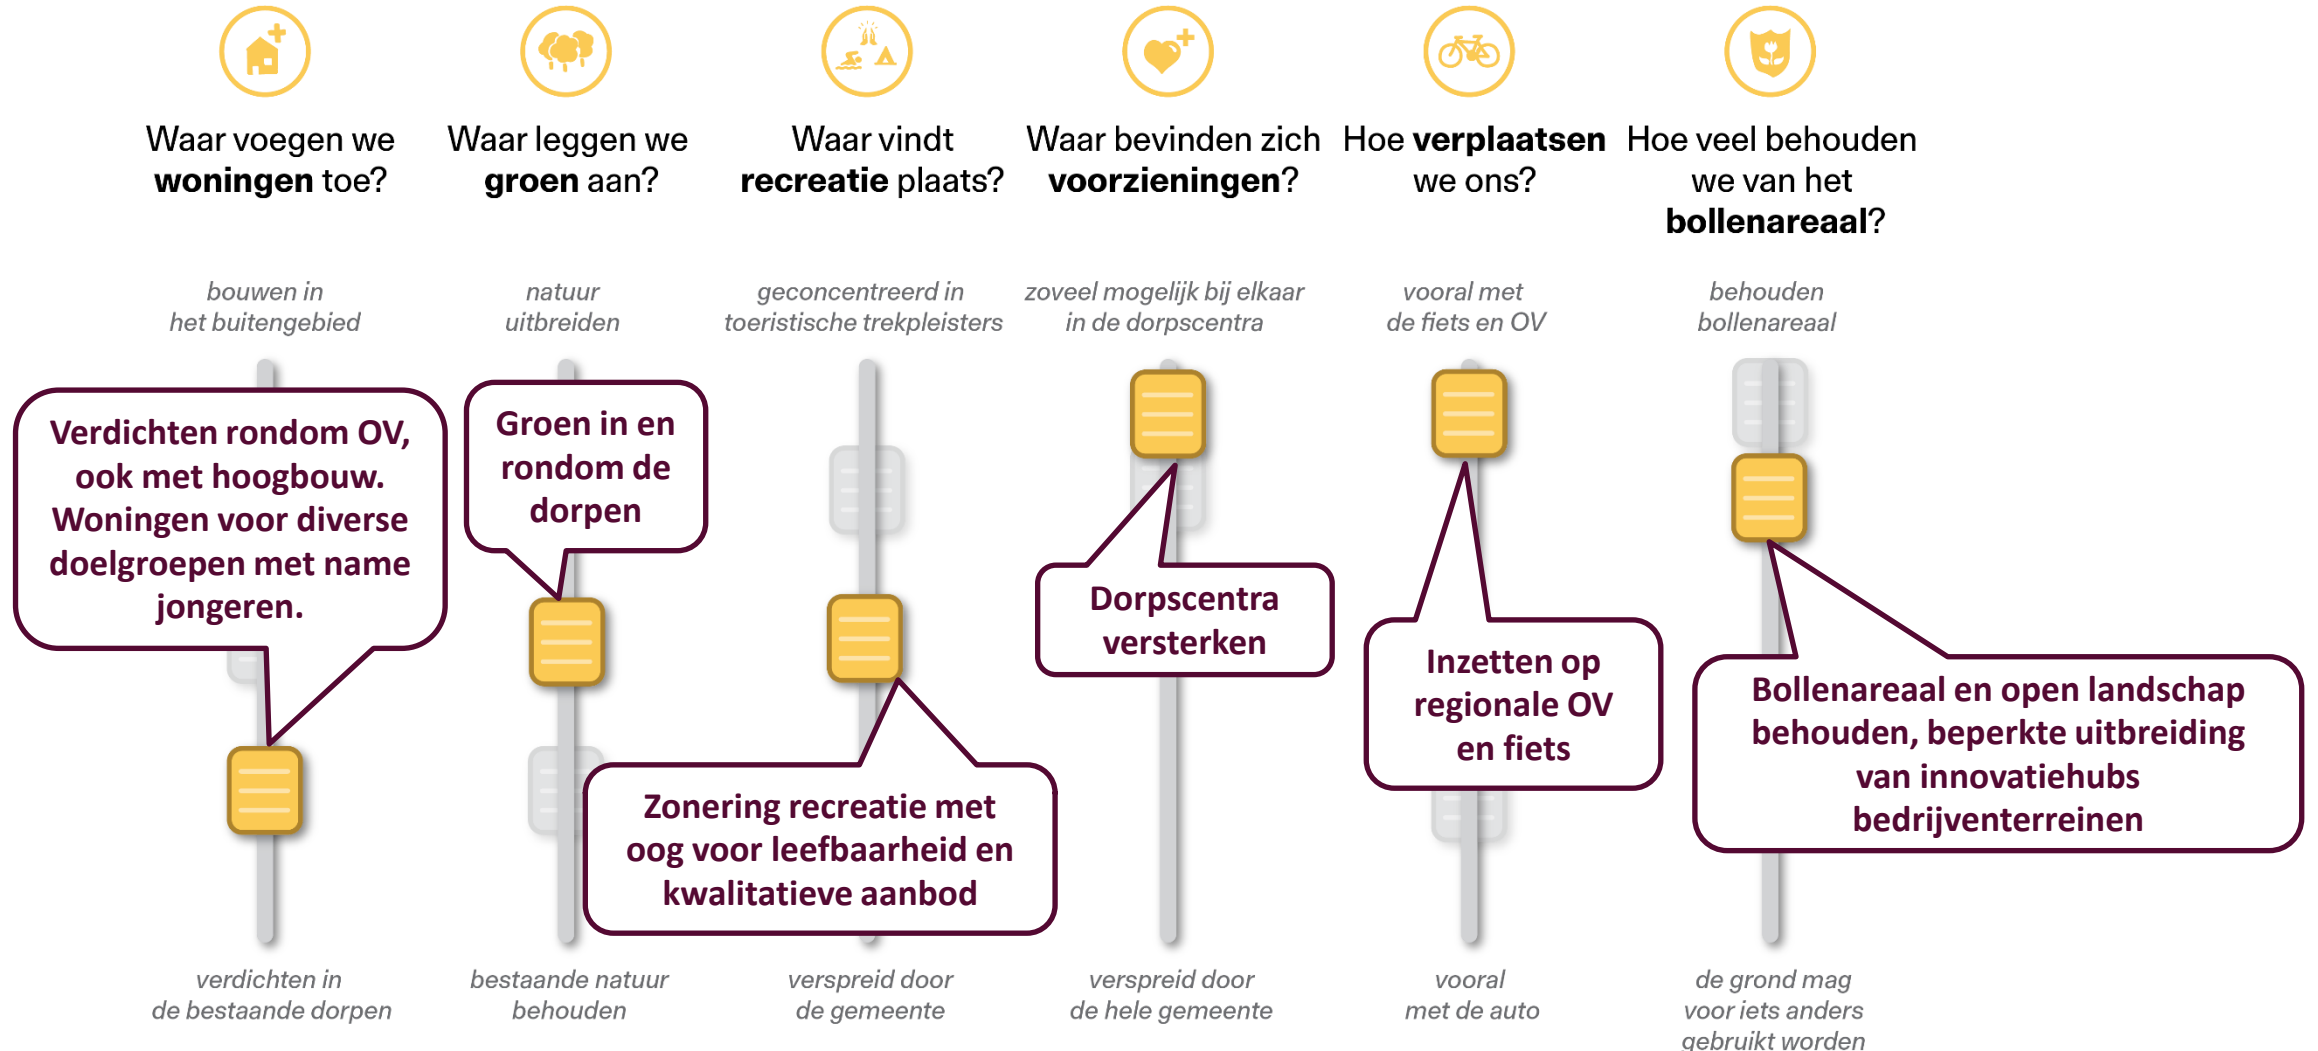 Waar voegen we
woningen toe?
Waar leggen we
groen aan?
Waar vindt
recreatie plaats?
Waar bevinden zich
voorzieningen?
Hoe verplaatsen
we ons?
Hoe veel behouden
we van het
bollenareaal?
bouwen in
het buitengebied
natuur
uitbreiden
geconcentreerd in
toeristische trekpleisters
zoveel mogelijk bij elkaar
in de dorpscentra
vooral met
de fiets en OV
behouden
bollenareaal
Verdichten rondom OV,
ook met hoogbouw.
Woningen voor diverse
doelgroepen met name
jongeren.
Groen in en
rondom de
dorpen
Zonering recreatie met
oog voor leefbaarheid en
kwalitatieve aanbod
Dorpscentra
versterken
Inzetten op
regionale OV
en fiets
Bollenareaal en open landschap
behouden, beperkte uitbreiding
van innovatiehubs
bedrijventerreinen
verdichten in
de bestaande dorpen
bestaande natuur
behouden
verspreid door
de gemeente
verspreid door
de hele gemeente
vooral
met de auto
de grond mag
voor iets anders
gebruikt worden